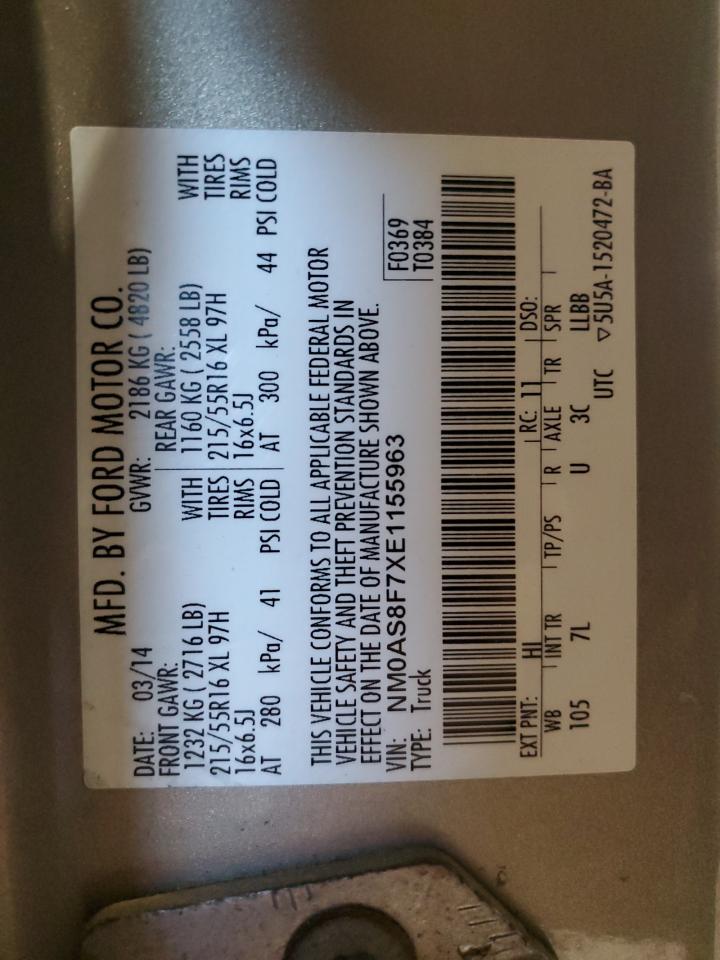 MFD. BY FORD MOTOR CO.
DATE: 03/14 GVWR: 2186 KG ( 4820 LB)
FRONT GAWR: REAR GAWR:
1232 KG ( 2716 LB) WITH 1160 KG ( 2558 LB) WITH
215/55R16 XL 97H TIRES 215/55R16 XL 97H TIRES
16x6.5J RIMS 16x6.5J RIMS
AT 280 kPa/ 41 PSI COLD AT 300 kPa/ 44 PSI COLD
THIS VEHICLE CONFORMS TO ALL APPLICABLE FEDERAL MOTOR
VEHICLE SAFETY AND THEFT PREVENTION STANDARDS IN
EFFECT ON THE DATE OF MANUFACTURE SHOWN ABOVE.
VIN: NM0AS8F7XE1155963 F0369
TYPE: Truck T0384
EXT PNT: HI RC: 11 DSO:
WB INT TR TP/PS R AXLE TR SPR
105 7L U 3C LLBB
UTC ▽5U5A-1520472-BA